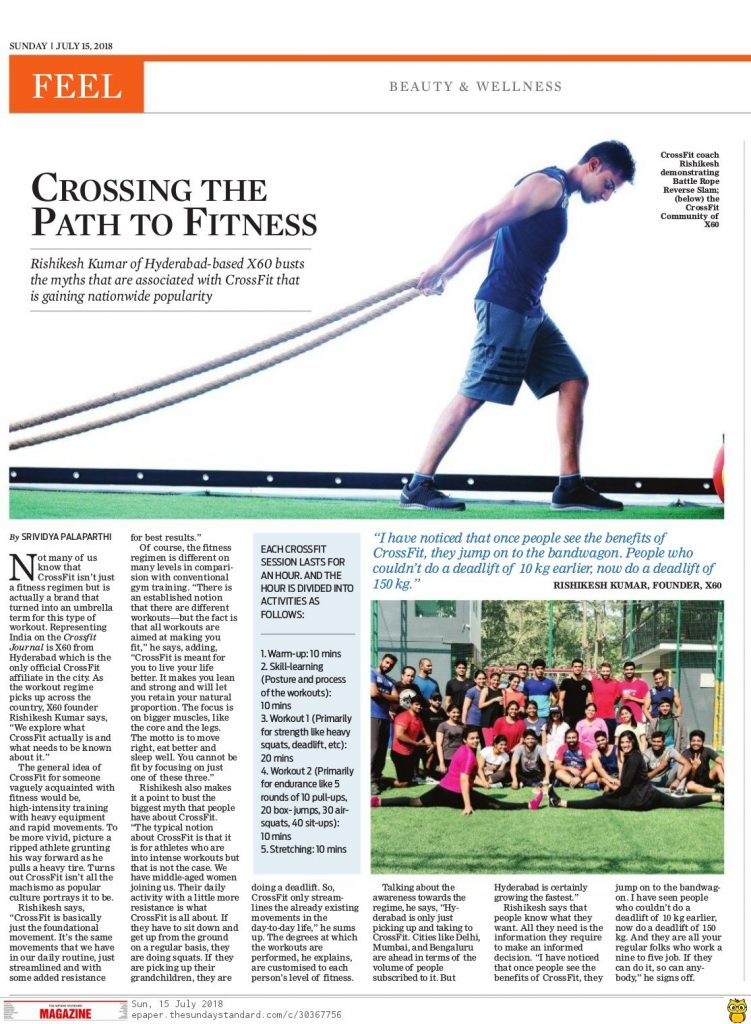 SUNDAY | JULY 15, 2018
FEEL
BEAUTY & WELLNESS
CROSSING THE
PATH TO FITNESS
Rishikesh Kumar of Hyderabad-based X60 busts
the myths that are associated with CrossFit that
is gaining nationwide popularity
CrossFit coach
Rishikesh
demonstrating
Battle Rope
Reverse Slam;
(below) the
CrossFit
Community of
X60
By SRIVIDYA PALAPARTHI
Not many of us
know that
CrossFit isn't just
a fitness regimen but is
actually a brand that
turned into an umbrella
term for this type of
workout. Representing
India on the Crossfit
Journal is X60 from
Hyderabad which is the
only official CrossFit
affiliate in the city. As
the workout regime
picks up across the
country, X60 founder
Rishikesh Kumar says,
"We explore what
CrossFit actually is and
what needs to be known
about it."
The general idea of
CrossFit for someone
vaguely acquainted with
fitness would be,
high-intensity training
with heavy equipment
and rapid movements. To
be more vivid, picture a
ripped athlete grunting
his way forward as he
pulls a heavy tire. Turns
out CrossFit isn't all the
machismo as popular
culture portrays it to be.
Rishikesh says,
"CrossFit is basically
just the foundational
movement. It's the same
movements that we have
in our daily routine, just
streamlined and with
some added resistance
for best results."
Of course, the fitness
regimen is different on
many levels in compari-
sion with conventional
gym training. "There is
an established notion
that there are different
workouts—but the fact is
that all workouts are
aimed at making you
fit," he says, adding,
"CrossFit is meant for
you to live your life
better. It makes you lean
and strong and will let
you retain your natural
proportion. The focus is
on bigger muscles, like
the core and the legs.
The motto is to move
right, eat better and
sleep well. You cannot be
fit by focusing on just
one of these three."
Rishikesh also makes
it a point to bust the
biggest myth that people
have about CrossFit.
"The typical notion
about CrossFit is that it
is for athletes who are
into intense workouts but
that is not the case. We
have middle-aged women
joining us. Their daily
activity with a little more
resistance is what
CrossFit is all about. If
they have to sit down and
get up from the ground
on a regular basis, they
are doing squats. If they
are picking up their
grandchildren, they are
EACH CROSSFIT
SESSION LASTS FOR
AN HOUR. AND THE
HOUR IS DIVIDED INTO
ACTIVITIES AS
FOLLOWS:
1. Warm-up: 10 mins
2. Skill-learning
(Posture and process
of the workouts):
10 mins
3. Workout 1 (Primarily
for strength like heavy
squats, deadlift, etc):
20 mins
4. Workout 2 (Primarily
for endurance like 5
rounds of 10 pull-ups,
20 box- jumps, 30 air-
squats, 40 sit-ups):
10 mins
5. Stretching: 10 mins
doing a deadlift. So,
CrossFit only stream-
lines the already existing
movements in the
day-to-day life," he sums
up. The degrees at which
the workouts are
performed, he explains,
are customised to each
person's level of fitness.
"I have noticed that once people see the benefits of
CrossFit, they jump on to the bandwagon. People who
couldn't do a deadlift of 10 kg earlier, now do a deadlift of
150 kg."
RISHIKESH KUMAR, FOUNDER, X60
Talking about the
awareness towards the
regime, he says, "Hy-
derabad is only just
picking up and taking to
CrossFit. Cities like Delhi,
Mumbai, and Bengaluru
are ahead in terms of the
volume of people
subscribed to it. But
Hyderabad is certainly
growing the fastest."
Rishikesh says that
people know what they
want. All they need is the
information they require
to make an informed
decision. "I have noticed
that once people see the
benefits of CrossFit, they
jump on to the bandwag-
on. I have seen people
who couldn't do a
deadlift of 10 kg earlier,
now do a deadlift of 150
kg. And they are all your
regular folks who work a
nine to five job. If they
can do it, so can any-
body," he signs off.
MAGAZINE
Sun, 15 July 2018
epaper.thesundaystandard.com/c/30367756